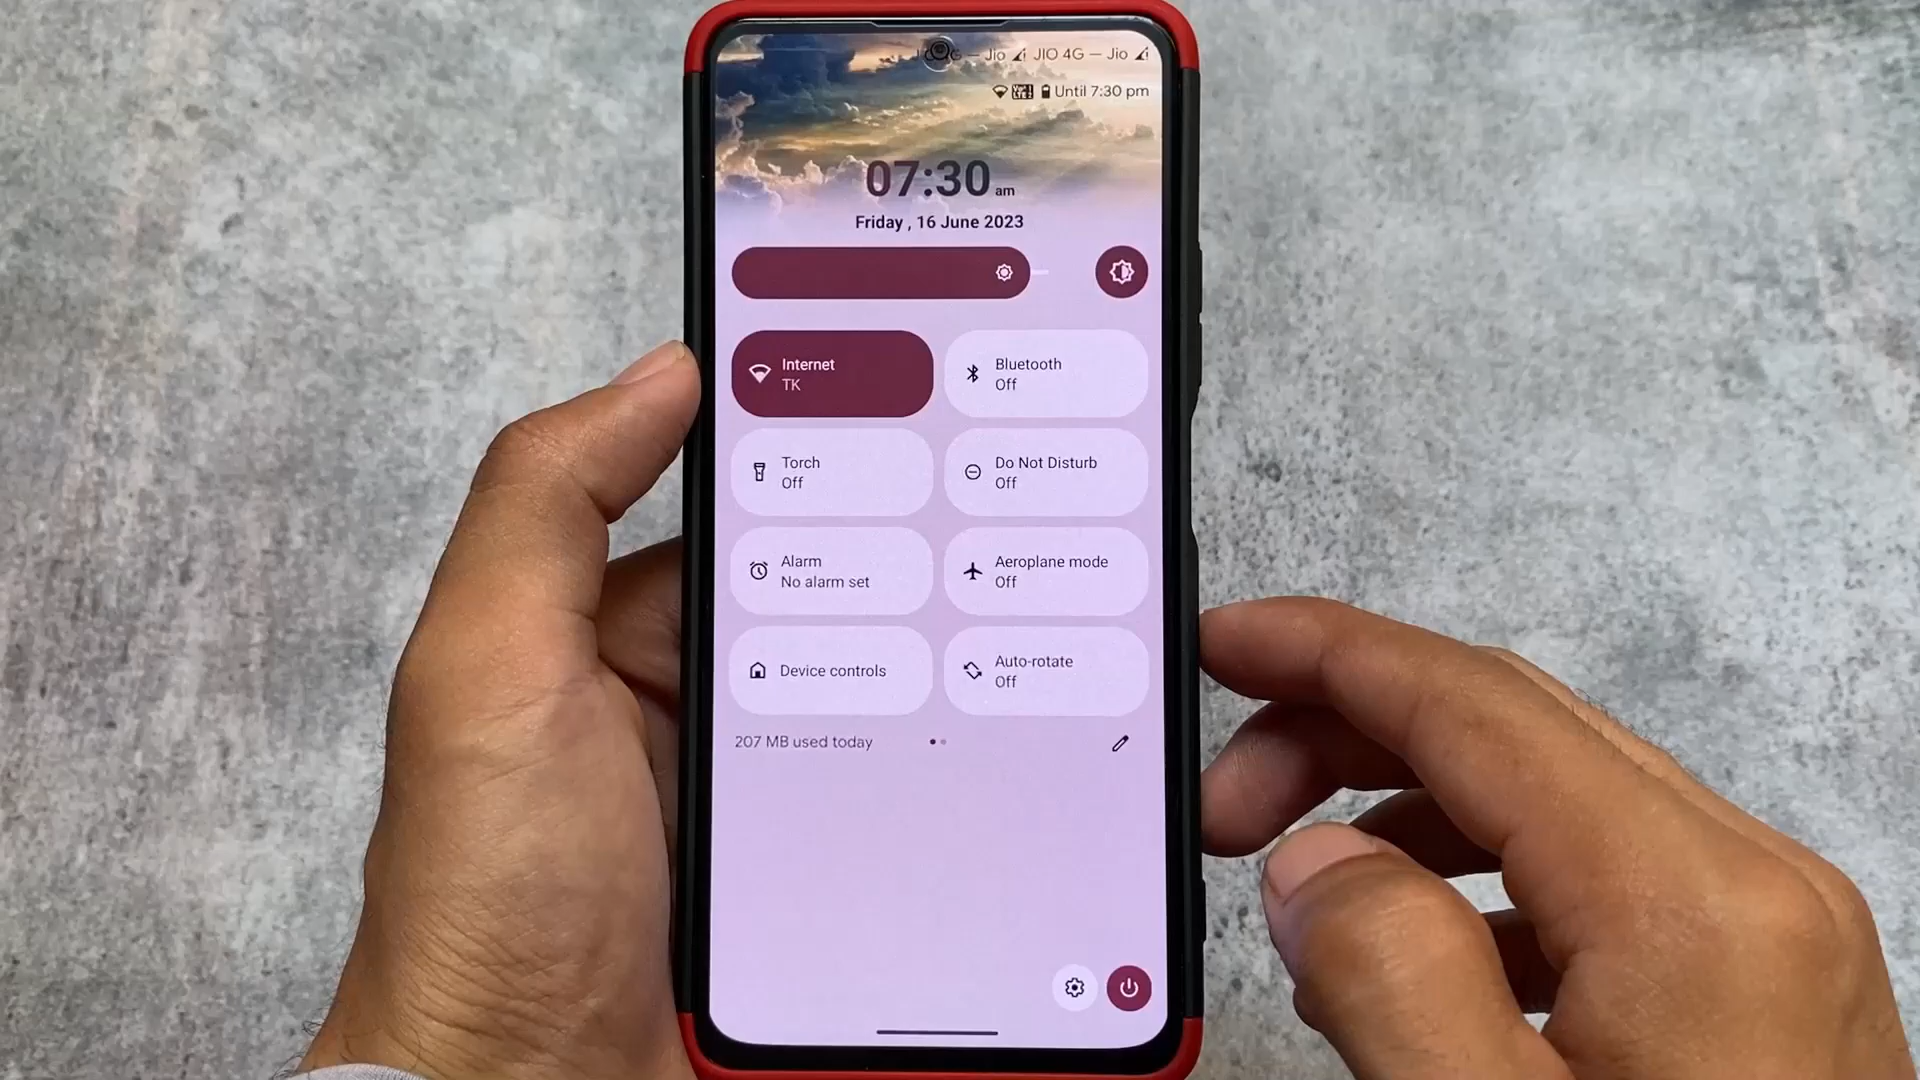 — Jio JIO 4G — Jio
Until 7:30 pm
07:30 am
Friday , 16 June 2023
Internet
TK
Bluetooth
Off
Torch
Off
Do Not Disturb
Off
Alarm
No alarm set
Aeroplane mode
Off
Device controls
Auto-rotate
Off
207 MB used today